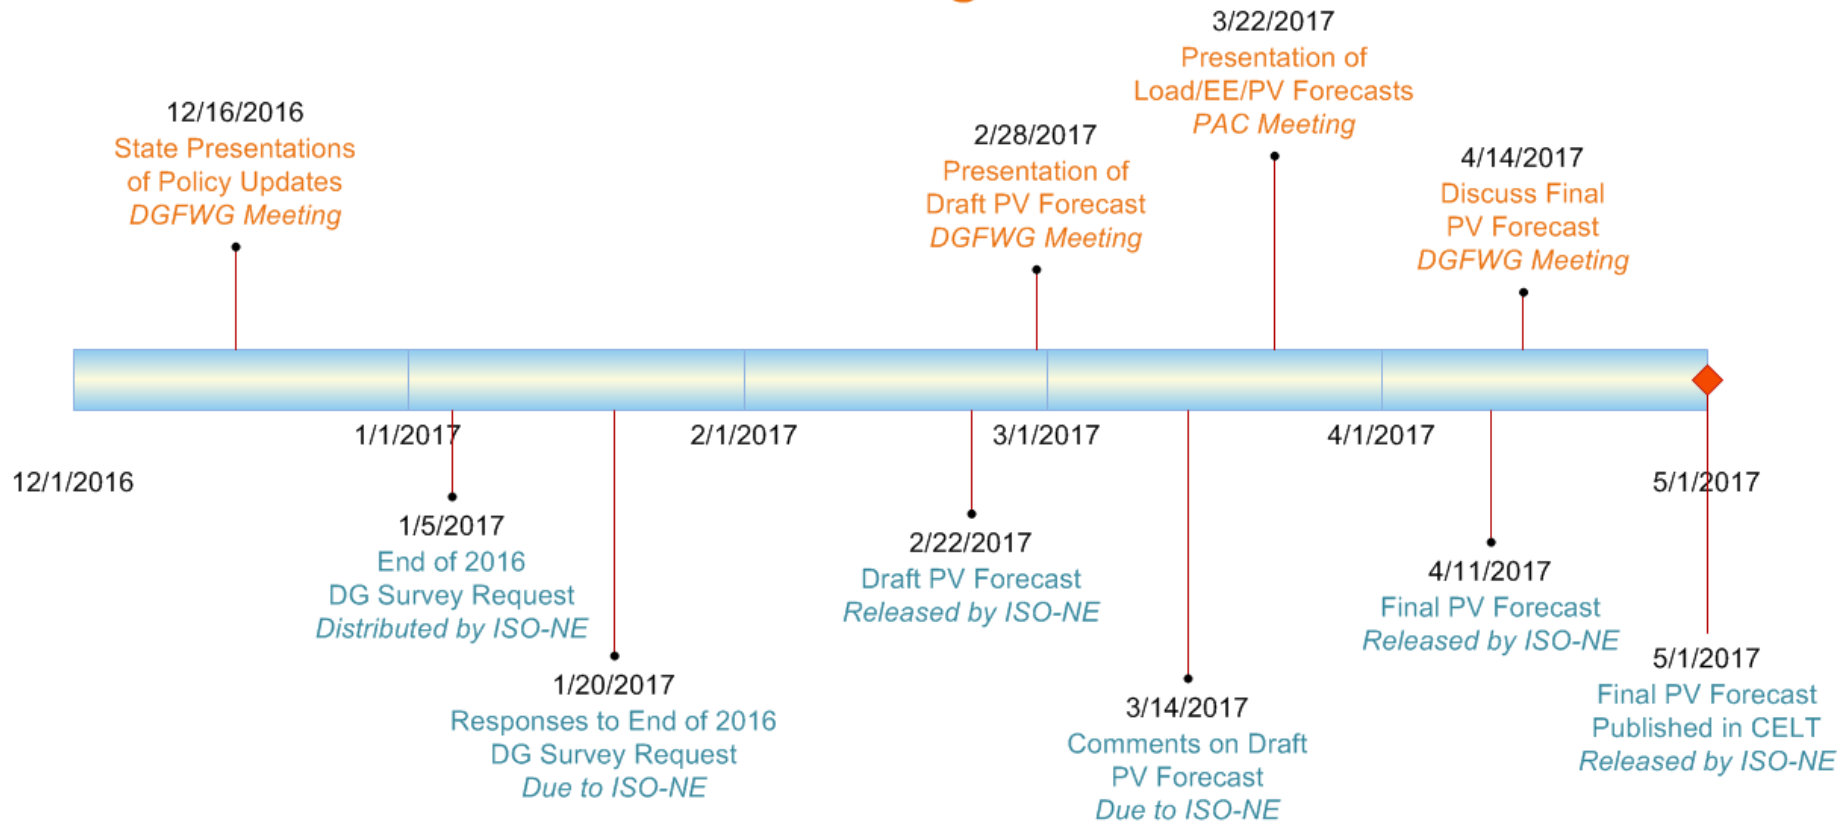 3/22/2017
Presentation of
Load/EE/PV Forecasts
PAC Meeting
12/16/2016
State Presentations
of Policy Updates
DGFWG Meeting
2/28/2017
Presentation of
Draft PV Forecast
DGFWG Meeting
4/14/2017
Discuss Final
PV Forecast
DGFWG Meeting
1/1/2017
2/1/2017
3/1/2017
4/1/2017
12/1/2016
5/1/2017
1/5/2017
End of 2016
DG Survey Request
Distributed by ISO-NE
1/20/2017
Responses to End of 2016
DG Survey Request
Due to ISO-NE
2/22/2017
Draft PV Forecast
Released by ISO-NE
3/14/2017
Comments on Draft
PV Forecast
Due to ISO-NE
4/11/2017
Final PV Forecast
Released by ISO-NE
5/1/2017
Final PV Forecast
Published in CELT
Released by ISO-NE